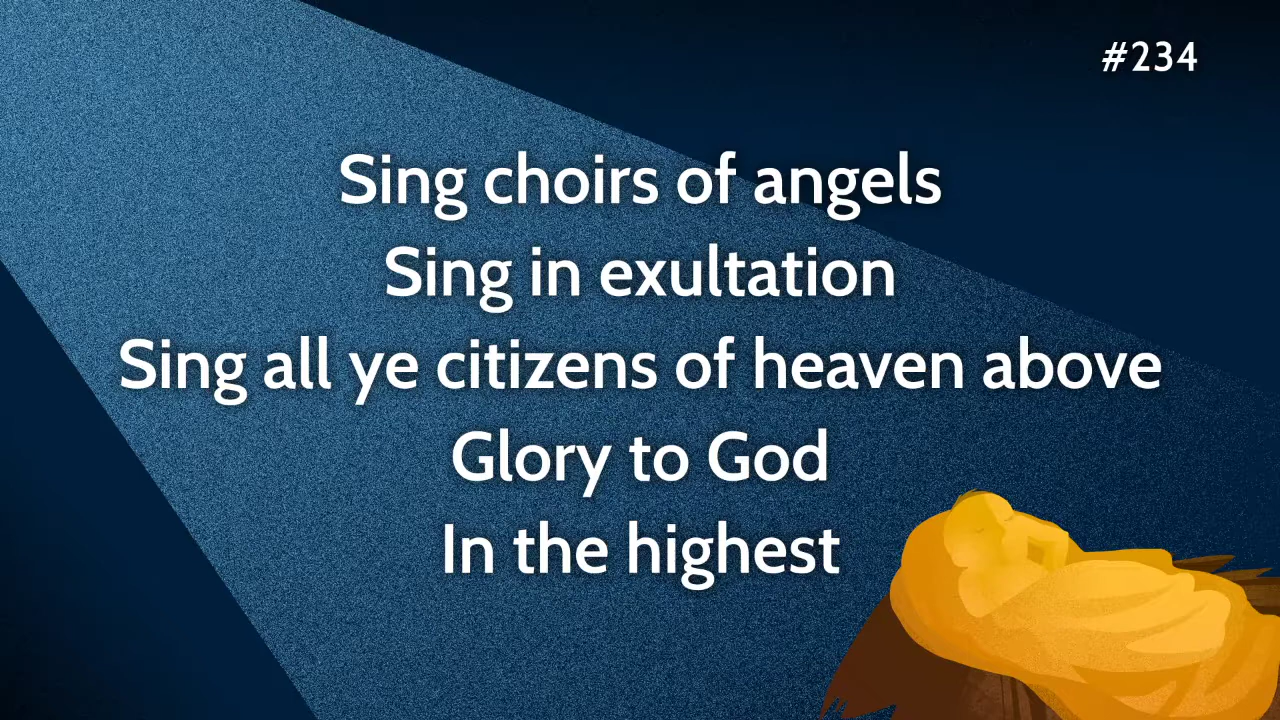 #234
Sing choirs of angels
Sing in exultation
Sing all ye citizens of heaven above
Glory to God
In the highest